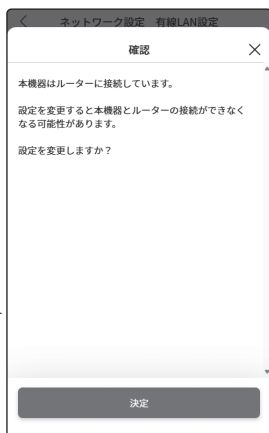 ネットワーク設定 有線LAN設定
確認
本機器はルーターに接続しています。
設定を変更すると本機器とルーターの接続ができなく
なる可能性があります。
設定を変更しますか？
決定